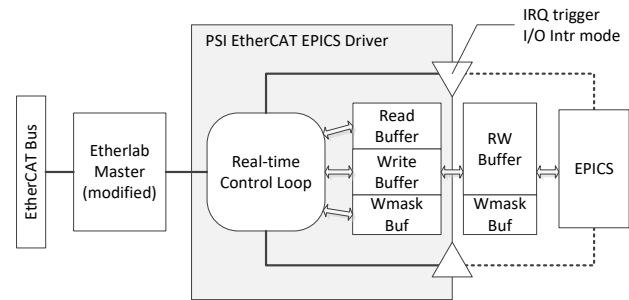 IRQ trigger
I/O Intr mode
PSI EtherCAT EPICS Driver
EtherCAT Bus
Etherlab
Master
(modified)
Real-time
Control Loop
Read
Buffer
Write
Buffer
Wmask
Buf
RW
Buffer
Wmask
Buf
EPICS